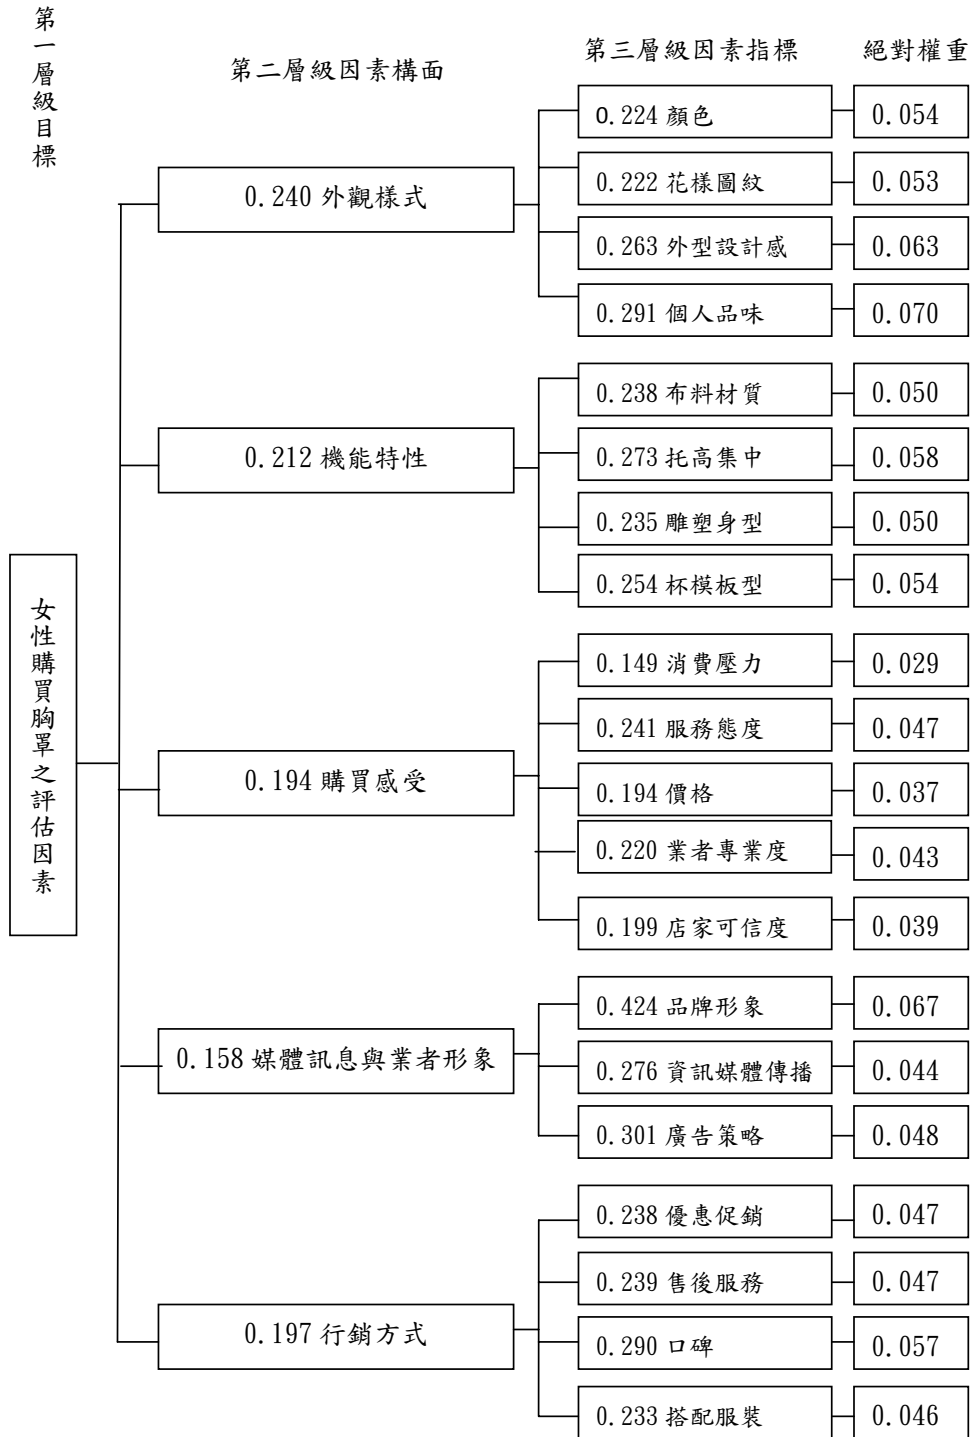 第一層級目標
第二層級因素構面
第三層級因素指標
絕對權重
女性購買胸罩之評估因素
0.240 外觀樣式
0.224 顏色
0.054
0.222 花樣圖紋
0.053
0.263 外型設計感
0.063
0.291 個人品味
0.070
0.212 機能特性
0.238 布料材質
0.050
0.273 托高集中
0.058
0.235 雕塑身型
0.050
0.254 杯模板型
0.054
0.194 購買感受
0.149 消費壓力
0.029
0.241 服務態度
0.047
0.194 價格
0.037
0.220 業者專業度
0.043
0.199 店家可信度
0.039
0.158 媒體訊息與業者形象
0.424 品牌形象
0.067
0.276 資訊媒體傳播
0.044
0.301 廣告策略
0.048
0.197 行銷方式
0.238 優惠促銷
0.047
0.239 售後服務
0.047
0.290 口碑
0.057
0.233 搭配服裝
0.046